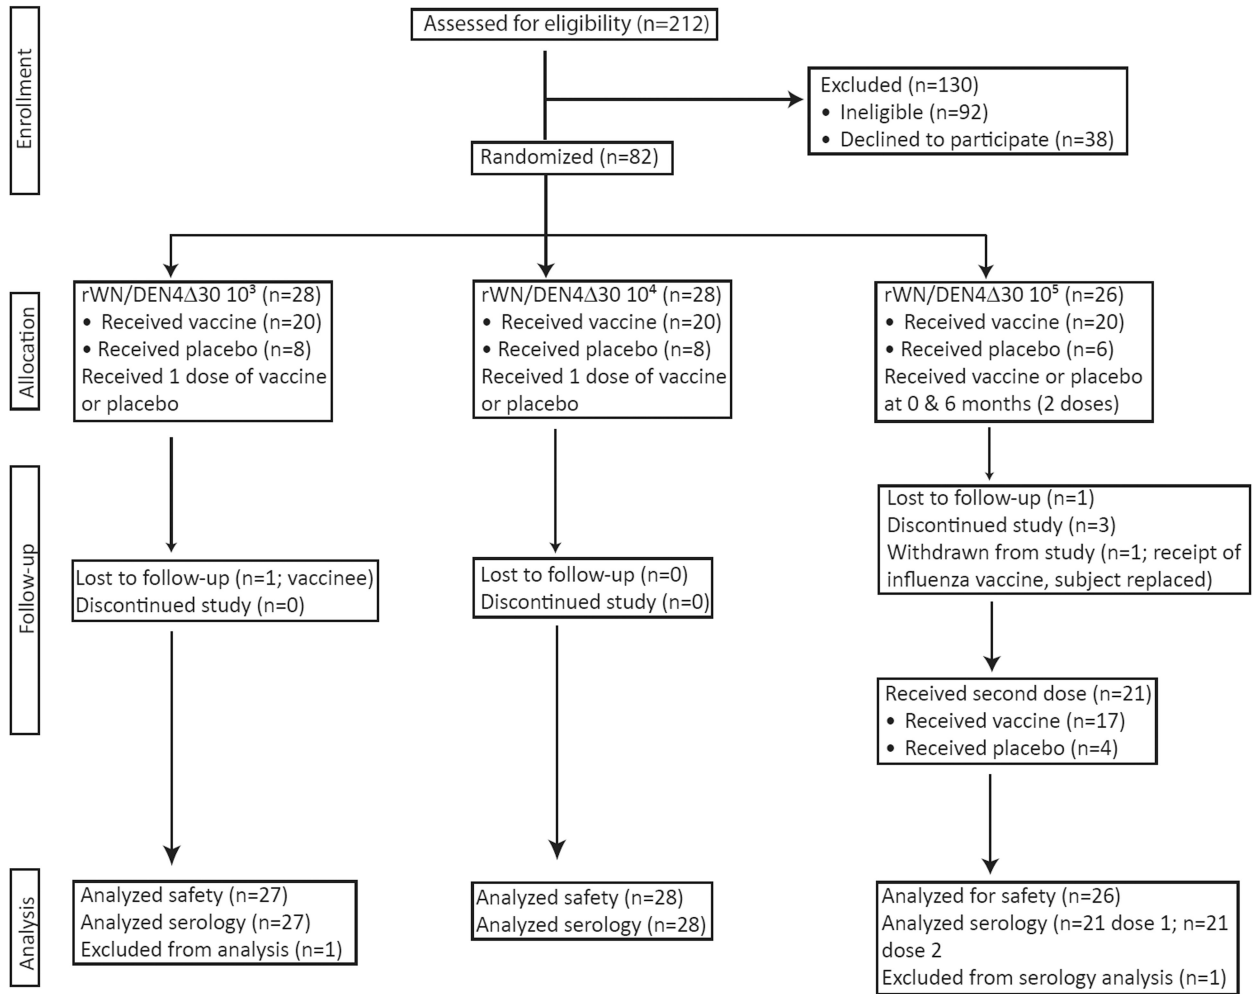 Enrollment
Assessed for eligibility (n=212)
Excluded (n=130)
• Ineligible (n=92)
• Declined to participate (n=38)
Randomized (n=82)
Allocation
rWN/DEN4Δ30 10³ (n=28)
• Received vaccine (n=20)
• Received placebo (n=8)
Received 1 dose of vaccine
or placebo
rWN/DEN4Δ30 10⁴ (n=28)
• Received vaccine (n=20)
• Received placebo (n=8)
Received 1 dose of vaccine
or placebo
rWN/DEN4Δ30 10⁵ (n=26)
• Received vaccine (n=20)
• Received placebo (n=6)
Received vaccine or placebo
at 0 & 6 months (2 doses)
Follow-up
Lost to follow-up (n=1; vaccinee)
Discontinued study (n=0)
Lost to follow-up (n=0)
Discontinued study (n=0)
Lost to follow-up (n=1)
Discontinued study (n=3)
Withdrawn from study (n=1; receipt of
influenza vaccine, subject replaced)
Received second dose (n=21)
• Received vaccine (n=17)
• Received placebo (n=4)
Analysis
Analyzed safety (n=27)
Analyzed serology (n=27)
Excluded from analysis (n=1)
Analyzed safety (n=28)
Analyzed serology (n=28)
Analyzed for safety (n=26)
Analyzed serology (n=21 dose 1; n=21
dose 2
Excluded from serology analysis (n=1)